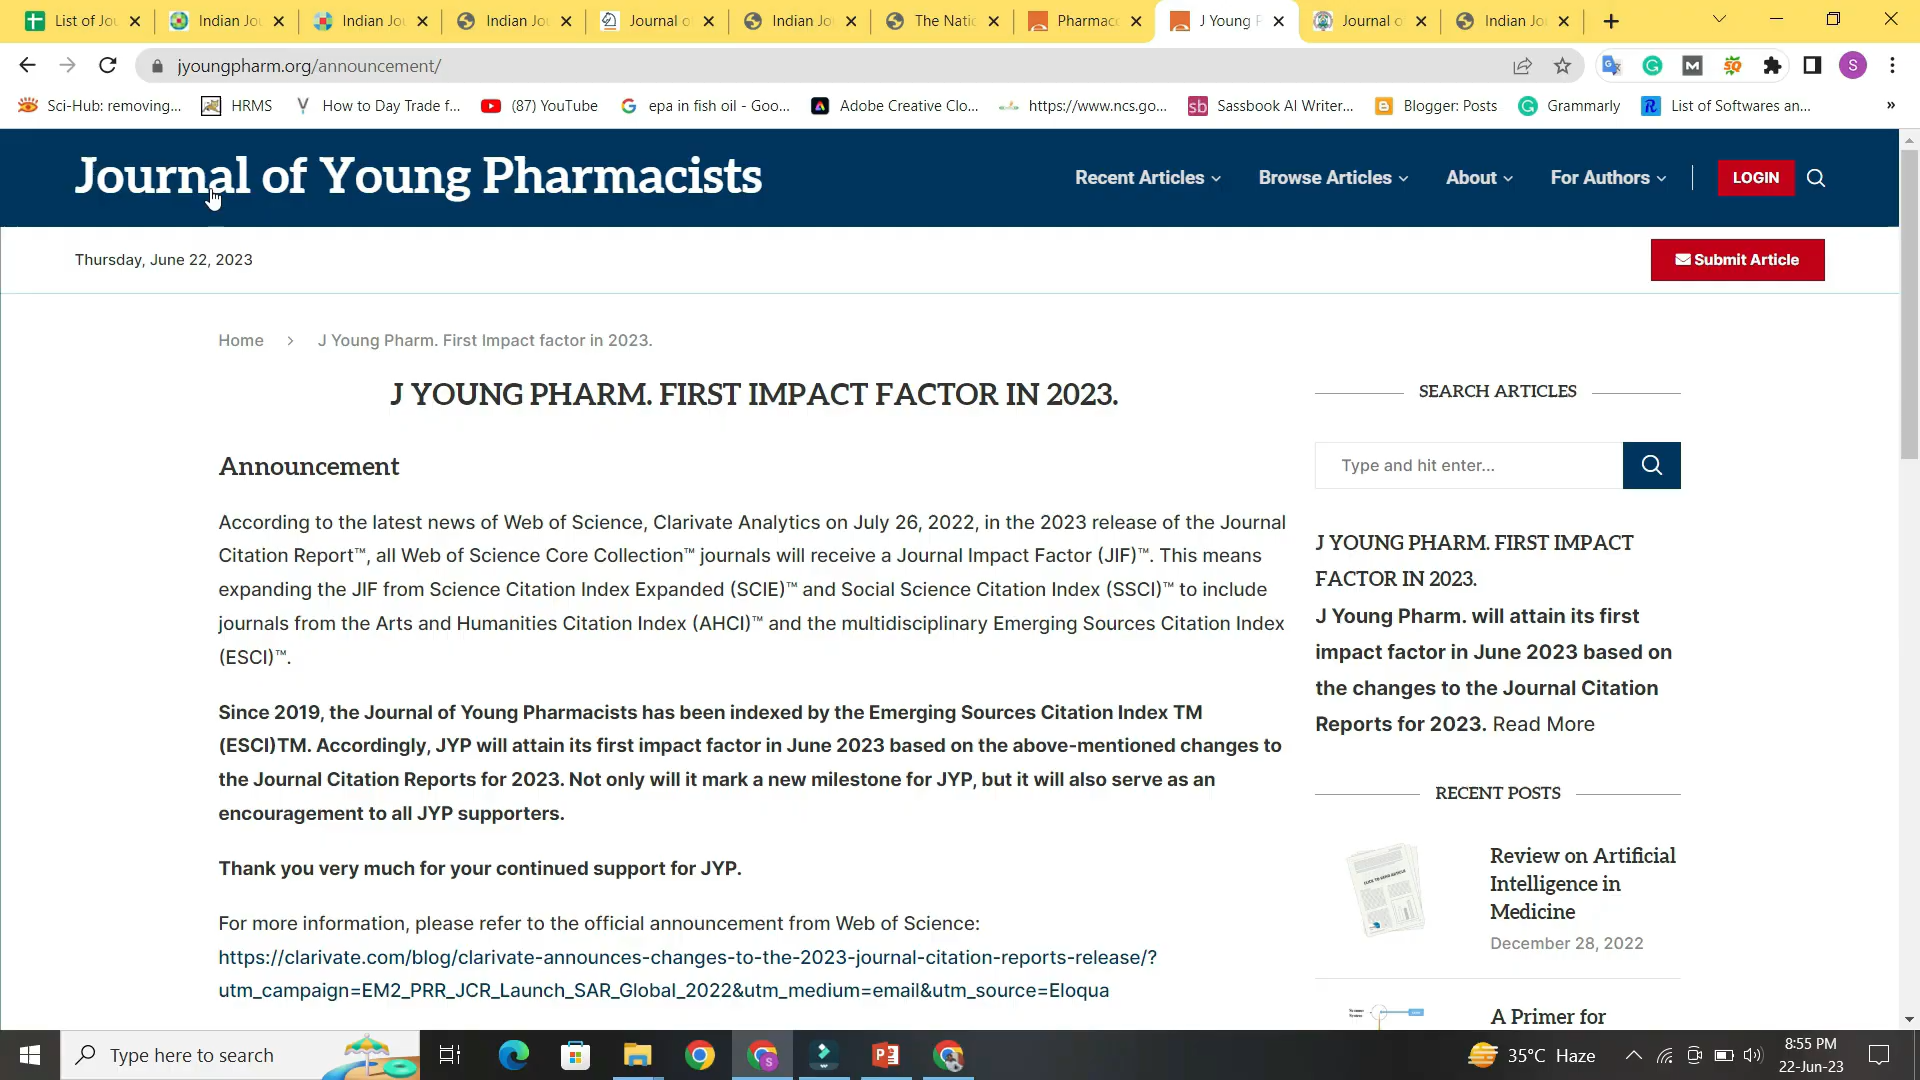 List of Jou
Indian Jou
Indian Jou
Indian Jou
Journal o
Indian Jo
The Natio
Pharmaco
J Young P
Journal o
Indian Jo
jyoungpharm.org/announcement/
S
Sci-Hub: removing...
HRMS
How to Day Trade f...
(87) YouTube
epa in fish oil - Goo...
Adobe Creative Clo...
https://www.ncs.go...
Sassbook AI Writer...
Blogger: Posts
Grammarly
List of Softwares an...
»
Journal of Young Pharmacists
Recent Articles
Browse Articles
About
For Authors
LOGIN
Thursday, June 22, 2023
Submit Article
Home > J Young Pharm. First Impact factor in 2023.
J YOUNG PHARM. FIRST IMPACT FACTOR IN 2023.
Announcement
According to the latest news of Web of Science, Clarivate Analytics on July 26, 2022, in the 2023 release of the Journal
Citation Report™, all Web of Science Core Collection™ journals will receive a Journal Impact Factor (JIF)™. This means
expanding the JIF from Science Citation Index Expanded (SCIE)™ and Social Science Citation Index (SSCI)™ to include
journals from the Arts and Humanities Citation Index (AHCI)™ and the multidisciplinary Emerging Sources Citation Index
(ESCI)™.
Since 2019, the Journal of Young Pharmacists has been indexed by the Emerging Sources Citation Index TM
(ESCI)TM. Accordingly, JYP will attain its first impact factor in June 2023 based on the above-mentioned changes to
the Journal Citation Reports for 2023. Not only will it mark a new milestone for JYP, but it will also serve as an
encouragement to all JYP supporters.
Thank you very much for your continued support for JYP.
For more information, please refer to the official announcement from Web of Science:
https://clarivate.com/blog/clarivate-announces-changes-to-the-2023-journal-citation-reports-release/?
utm_campaign=EM2_PRR_JCR_Launch_SAR_Global_2022&utm_medium=email&utm_source=Eloqua
SEARCH ARTICLES
Type and hit enter...
J YOUNG PHARM. FIRST IMPACT
FACTOR IN 2023.
J Young Pharm. will attain its first
impact factor in June 2023 based on
the changes to the Journal Citation
Reports for 2023. Read More
RECENT POSTS
Review on Artificial
Intelligence in
Medicine
December 28, 2022
A Primer for
Type here to search
35°C Haze
8:55 PM
22-Jun-23